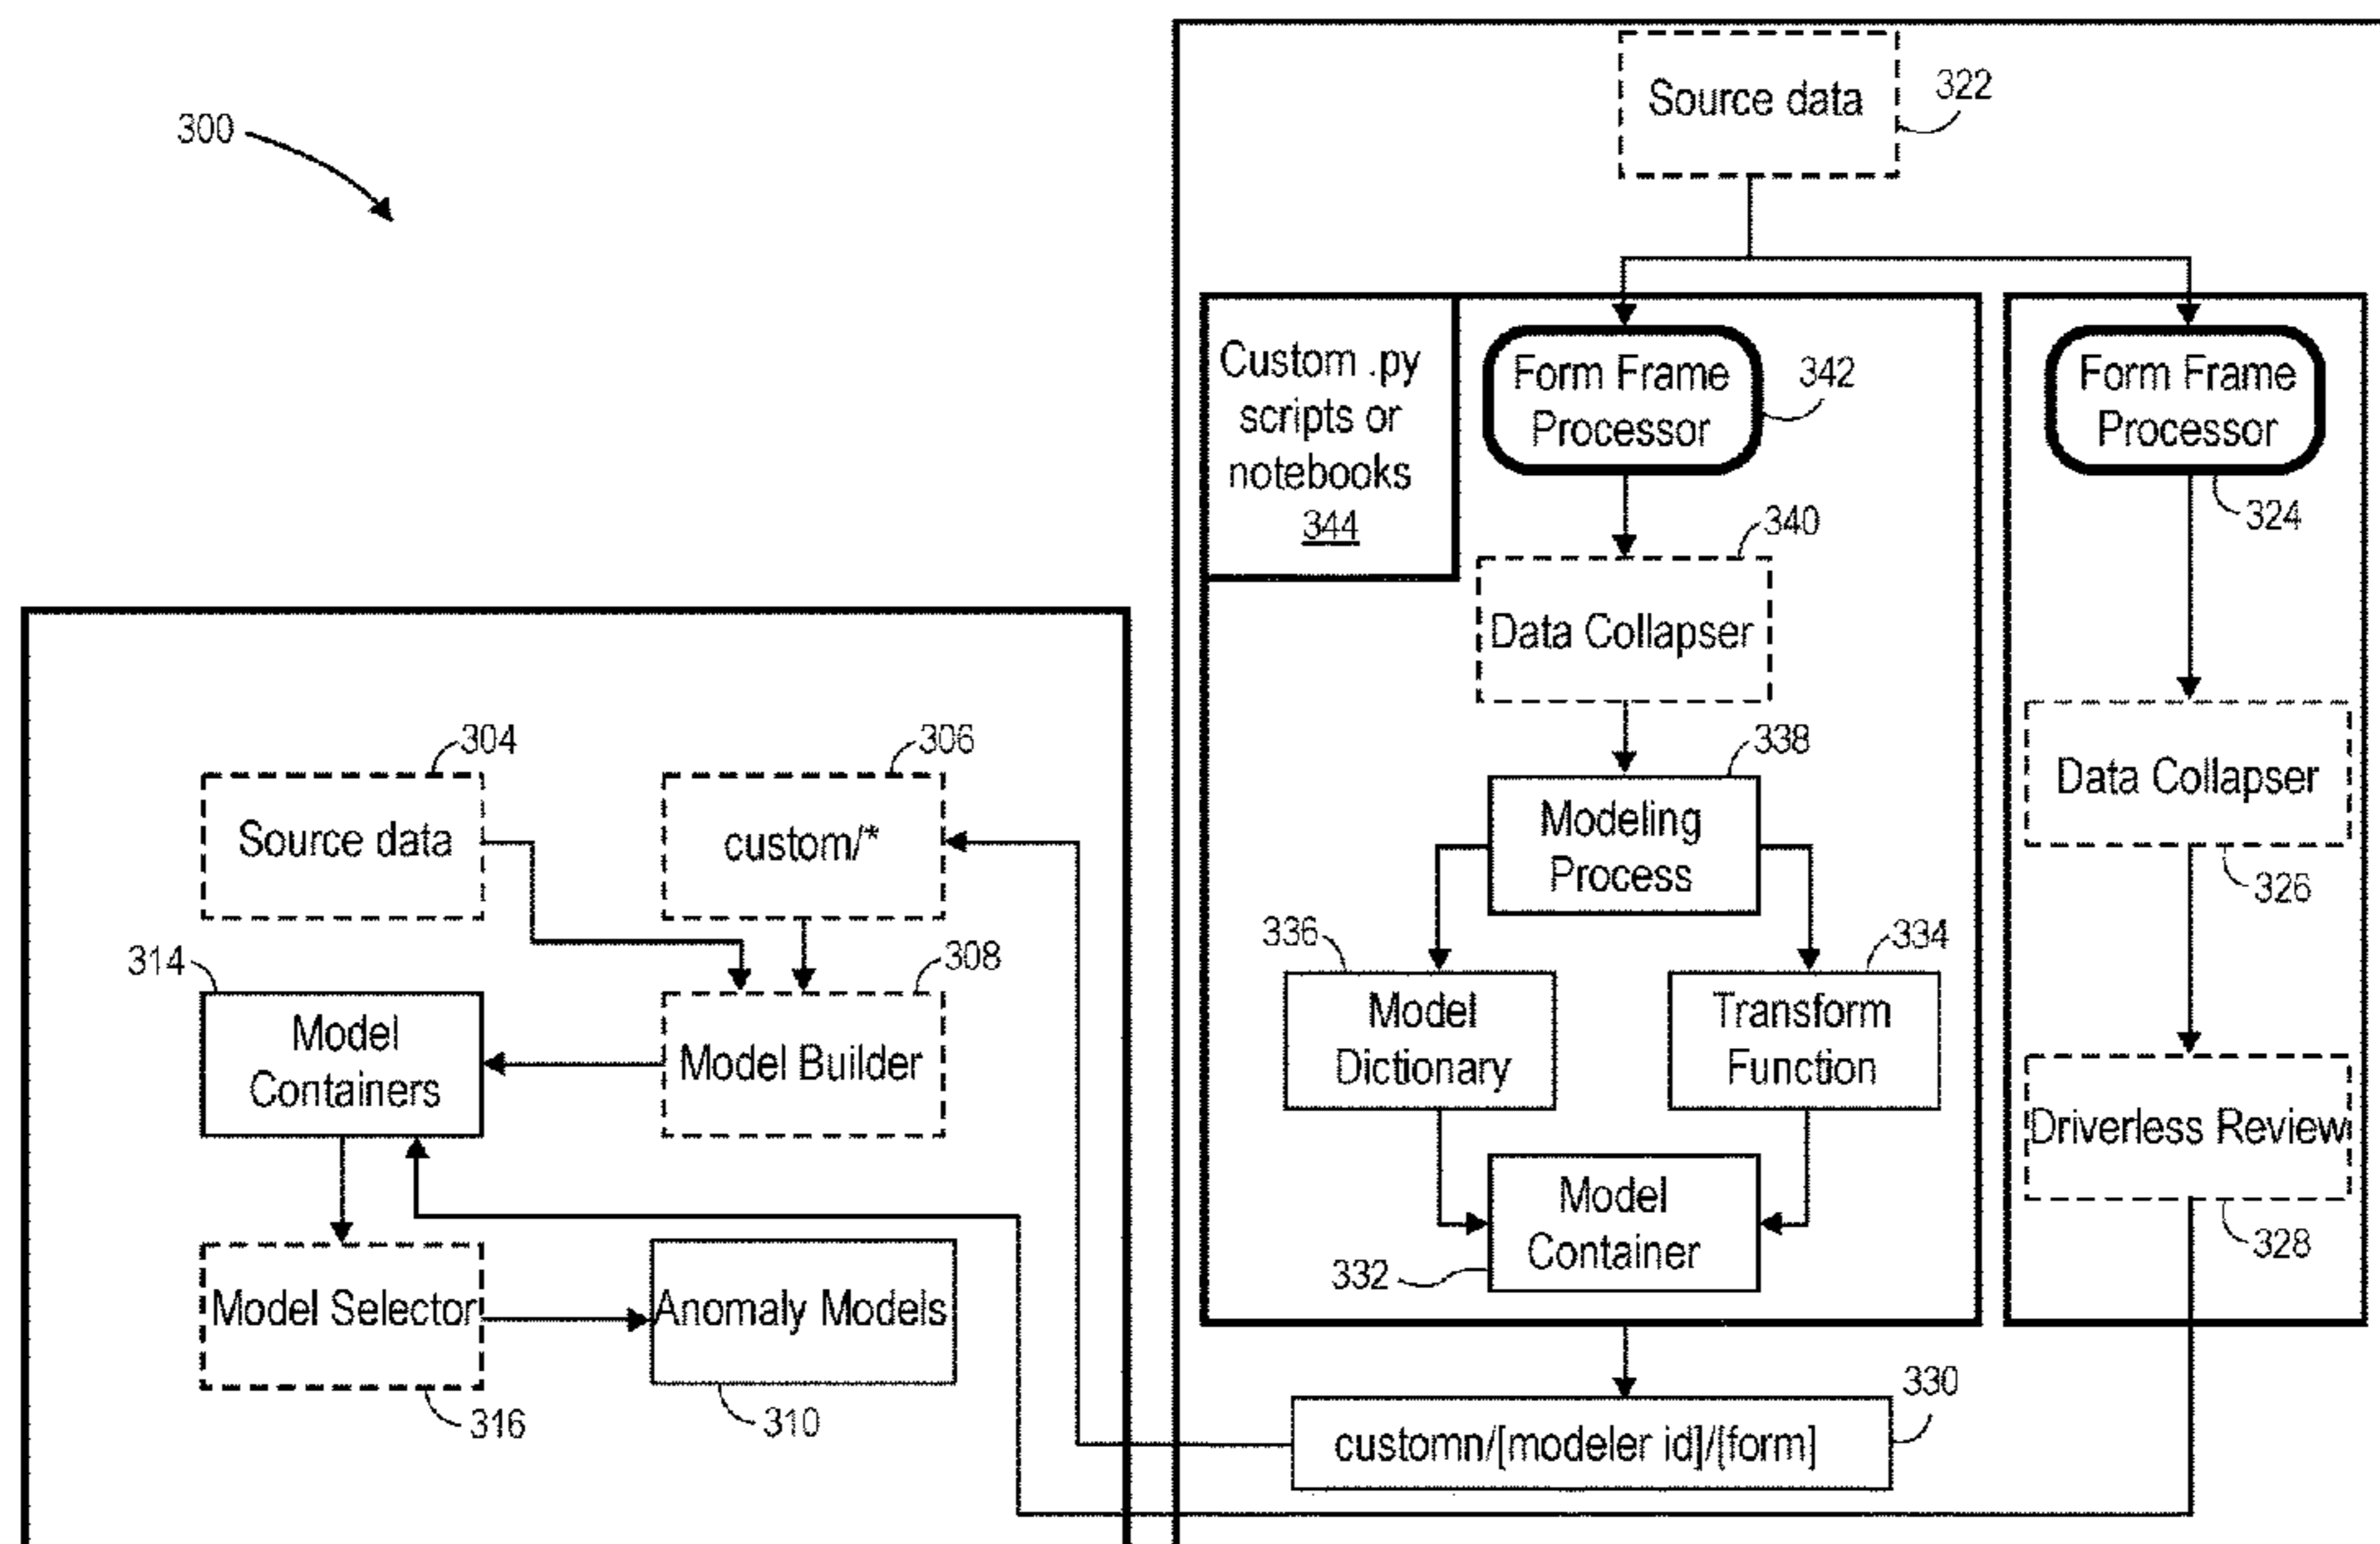 300
Source data
322
Custom .py
scripts or
notebooks
344
Form Frame
Processor
342
Form Frame
Processor
324
340
Data Collapser
338
Modeling
Process
Data Collapser
326
336
334
Model
Dictionary
Transform
Function
Driverless Review
328
Model
Container
332
330
customn/[modeler id]/[form]
304
306
Source data
custom/*
314
308
Model
Containers
Model Builder
Model Selector
Anomaly Models
316
310